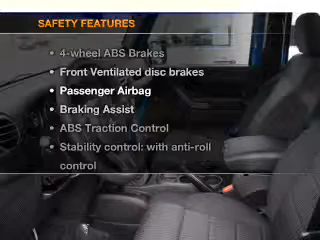 SAFETY FEATURES
• 4-wheel ABS Brakes
• Front Ventilated disc brakes
• Passenger Airbag
• Braking Assist
• ABS Traction Control
• Stability control: with anti-roll
control